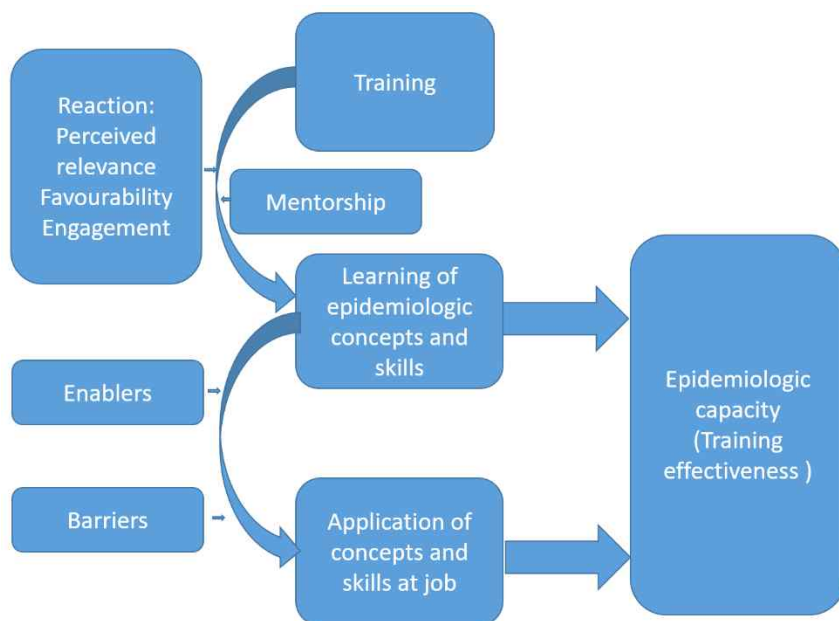 Training
Reaction:
Perceived
relevance
Favourability
Engagement
Mentorship
Learning of
epidemiologic
concepts and
skills
Enablers
Epidemiologic
capacity
(Training
effectiveness )
Barriers
Application of
concepts and
skills at job